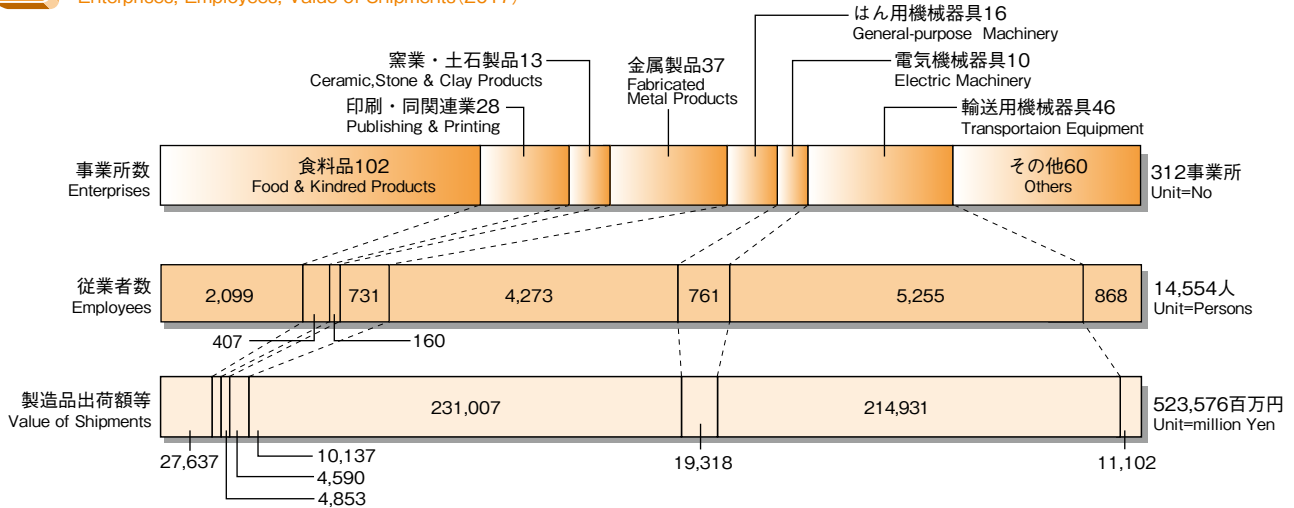 Enterprises, Employees, Value of Shipments(2017)
はん用機械器具16
General-purpose Machinery
窯業・土石製品13
Ceramic,Stone & Clay Products
金属製品37
Fabricated
Metal Products
電気機械器具10
Electric Machinery
印刷・同関連業28
Publishing & Printing
輸送用機械器具46
Transportaion Equipment
事業所数
Enterprises
食料品102
Food & Kindred Products
その他60
Others
312事業所
Unit=No
従業者数
Employees
2,099
731
4,273
761
5,255
868
14,554人
Unit=Persons
407
160
製造品出荷額等
Value of Shipments
231,007
214,931
523,576百万円
Unit=million Yen
27,637
10,137
4,590
4,853
19,318
11,102